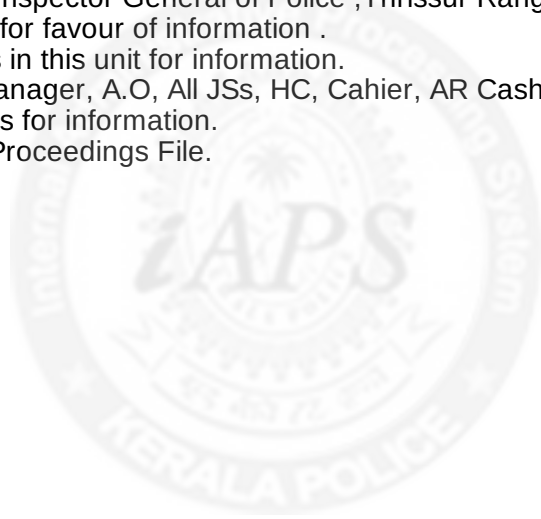 Inspector General of Police ,Thrissur Rang
for favour of information .
s in this unit for information.
anager, A.O, All JSs, HC, Cahier, AR Cash
s for information.
Proceedings File.
Internal Processing System
iAPS
KERALA POLICE